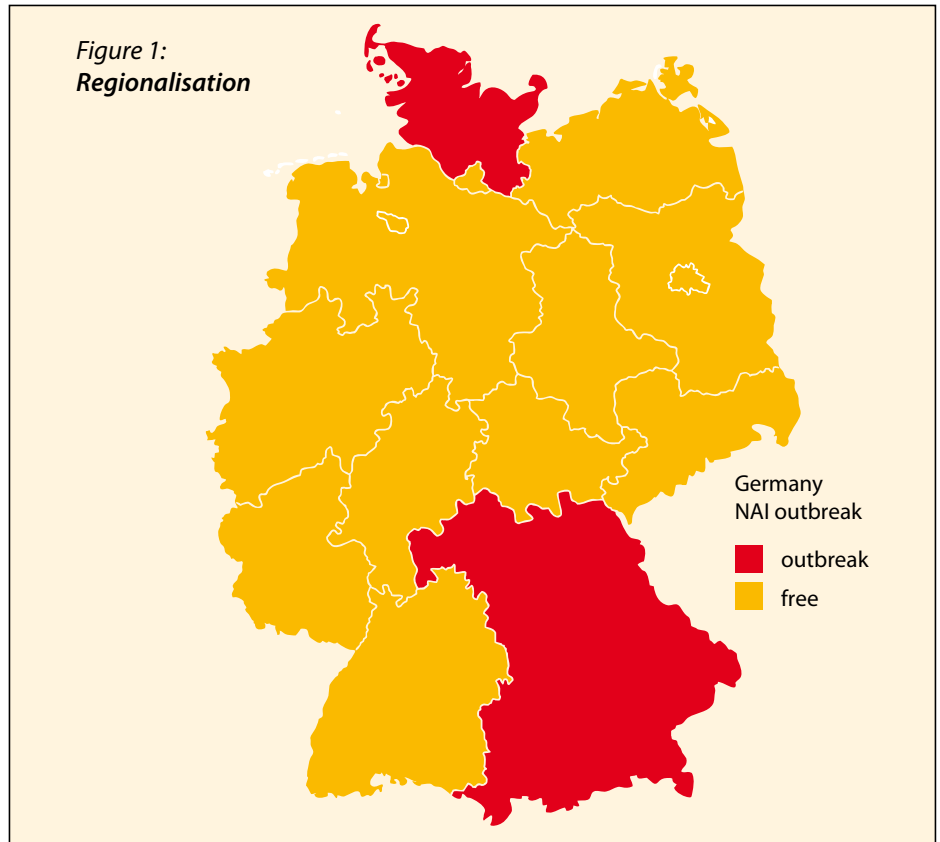 Figure 1:
Regionalisation
Germany
NAI outbreak
outbreak
free